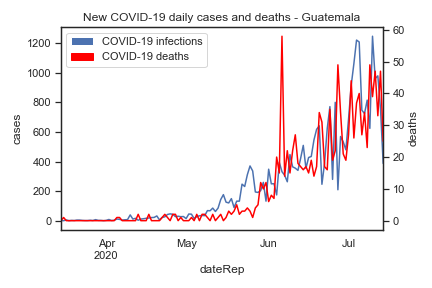 New COVID-19 daily cases and deaths - Guatemala
COVID-19 infections
COVID-19 deaths
1200
1000
800
600
400
200
0
cases
60
50
40
30
20
10
0
deaths
Apr
2020
May
Jun
Jul
dateRep